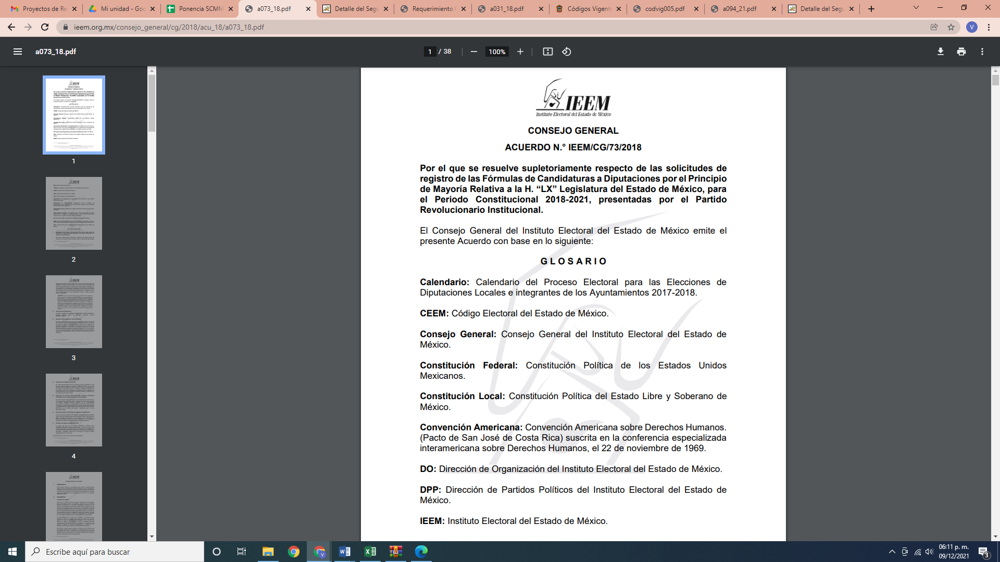 Proyectos de Re
Mi unidad - Goo
Ponencia SCMM
a073_18.pdf
Detalle del Segu
Requerimiento
a031_18.pdf
Códigos Vigent
codvig005.pdf
a094_21.pdf
Detalle del Segu
ieem.org.mx/consejo_general/cg/2018/acu_18/a073_18.pdf
V
a073_18.pdf
1 / 38
100%
1
2
3
4
IEEM
Instituto Electoral del Estado de México
CONSEJO GENERAL
ACUERDO N.° IEEM/CG/73/2018
Por el que se resuelve supletoriamente respecto de las solicitudes de
registro de las Fórmulas de Candidaturas a Diputaciones por el Principio
de Mayoría Relativa a la H. “LX” Legislatura del Estado de México, para
el Periodo Constitucional 2018-2021, presentadas por el Partido
Revolucionario Institucional.
El Consejo General del Instituto Electoral del Estado de México emite el
presente Acuerdo con base en lo siguiente:
G L O S A R I O
Calendario: Calendario del Proceso Electoral para las Elecciones de
Diputaciones Locales e integrantes de los Ayuntamientos 2017-2018.
CEEM: Código Electoral del Estado de México.
Consejo General: Consejo General del Instituto Electoral del Estado de
México.
Constitución Federal: Constitución Política de los Estados Unidos
Mexicanos.
Constitución Local: Constitución Política del Estado Libre y Soberano de
México.
Convención Americana: Convención Americana sobre Derechos Humanos.
(Pacto de San José de Costa Rica) suscrita en la conferencia especializada
interamericana sobre Derechos Humanos, el 22 de noviembre de 1969.
DO: Dirección de Organización del Instituto Electoral del Estado de México.
DPP: Dirección de Partidos Políticos del Instituto Electoral del Estado de
México.
IEEM: Instituto Electoral del Estado de México.
Escribe aquí para buscar
06:11 p. m.
09/12/2021
3